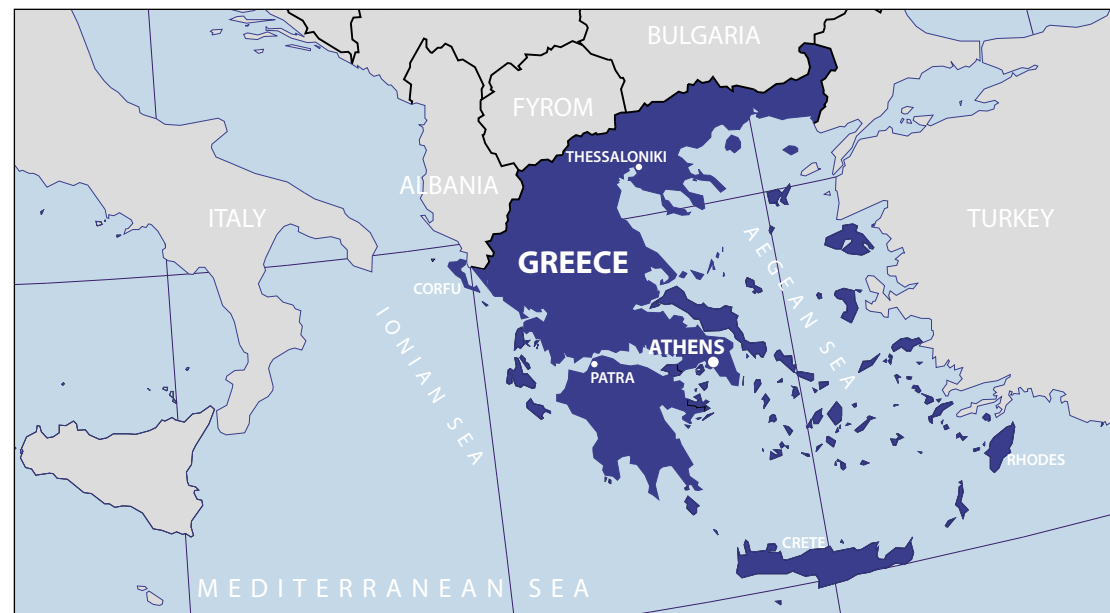 BULGARIA
FYROM
THESSALONIKI
ALBANIA
ITALY
TURKEY
GREECE
AEGEAN SEA
CORFU
IONIAN SEA
ATHENS
PATRA
RHODES
CRETE
MEDITERRANEAN SEA